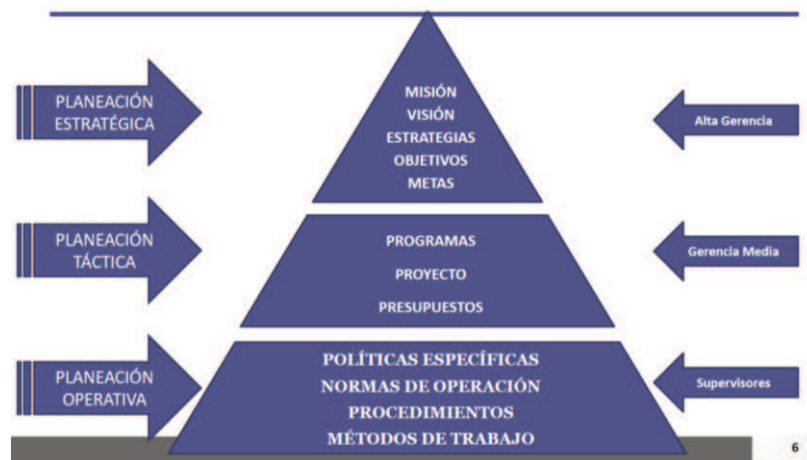 PLANEACIÓN
ESTRATÉGICA
MISIÓN
VISIÓN
ESTRATEGIAS
OBJETIVOS
METAS
Alta Gerencia
PLANEACIÓN
TÁCTICA
PROGRAMAS
PROYECTO
PRESUPUESTOS
Gerencia Media
PLANEACIÓN
OPERATIVA
POLÍTICAS ESPECÍFICAS
NORMAS DE OPERACIÓN
PROCEDIMIENTOS
MÉTODOS DE TRABAJO
Supervisores
6